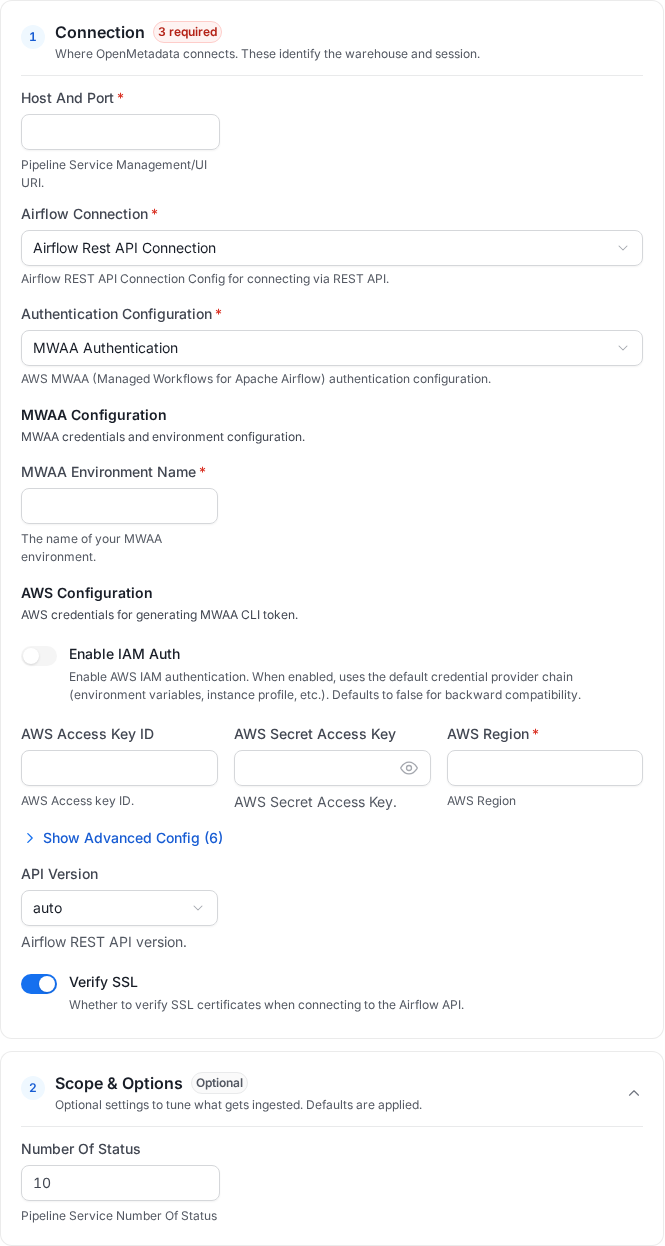 1 Connection 3 required
Where OpenMetadata connects. These identify the warehouse and session.
Host And Port *
Pipeline Service Management/UI
URI.
Airflow Connection *
Airflow Rest API Connection
Airflow REST API Connection Config for connecting via REST API.
Authentication Configuration *
MWAA Authentication
AWS MWAA (Managed Workflows for Apache Airflow) authentication configuration.
MWAA Configuration
MWAA credentials and environment configuration.
MWAA Environment Name *
The name of your MWAA
environment.
AWS Configuration
AWS credentials for generating MWAA CLI token.
Enable IAM Auth
Enable AWS IAM authentication. When enabled, uses the default credential provider chain
(environment variables, instance profile, etc.). Defaults to false for backward compatibility.
AWS Access Key ID AWS Secret Access Key AWS Region *
AWS Access key ID. AWS Secret Access Key. AWS Region
Show Advanced Config (6)
API Version
auto
Airflow REST API version.
Verify SSL
Whether to verify SSL certificates when connecting to the Airflow API.
2 Scope & Options Optional
Optional settings to tune what gets ingested. Defaults are applied.
Number Of Status
10
Pipeline Service Number Of Status